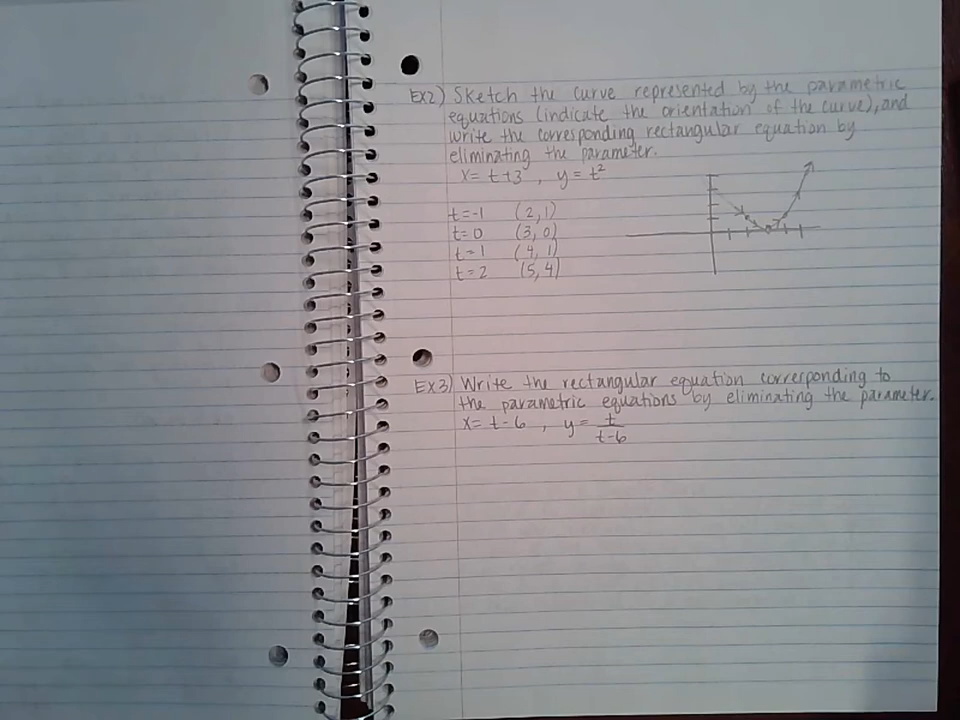 Ex2) Sketch the curve represented by the parametric
equations (indicate the orientation of the curve), and
write the corresponding rectangular equation by
eliminating the parameter.
x= t+3 , y= t²
t=-1 (2,1)
t=0 (3,0)
t=1 (4,1)
t=2 (5,4)
Ex3) Write the rectangular equation corresponding to
the parametric equations by eliminating the parameter.
x= t-6 , y= t/t-6